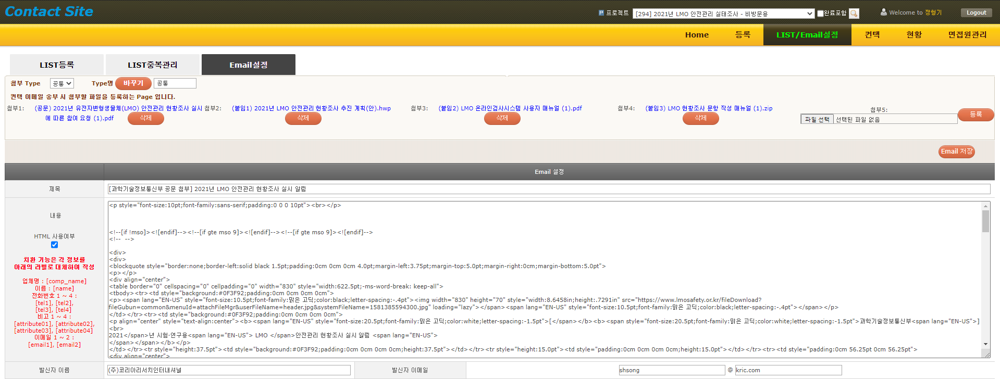 Contact Site
프로젝트 [294] 2021년 LMO 안전관리 실태조사 - 비방문용 완료포함 Welcome to 정형기 Logout
Home 등록 LIST/Email설정 컨택 현황 면접원관리
LIST등록 LIST중복관리 Email설정
첨부 Type 공통 Type명 바꾸기 공통
컨택 이메일 송부 시 첨부할 파일을 등록하는 Page 입니다.
첨부1: (공문) 2021년 유전자변형생물체(LMO) 안전관리 현황조사 실시에 따른 참여 요청 (1).pdf 삭제
첨부2: (붙임1) 2021년 LMO 안전관리 현황조사 추진 계획(안).hwp 삭제
첨부3: (붙임2) LMO 온라인검사시스템 사용자 매뉴얼 (1).pdf 삭제
첨부4: (붙임3) LMO 현황조사 문항 작성 매뉴얼 (1).zip 삭제
첨부5: 파일 선택 선택된 파일 없음 등록
Email 저장
Email 설정
제목 [과학기술정보통신부 공문 첨부] 2021년 LMO 안전관리 현황조사 실시 알림
내용
HTML 사용여부
치환 기능은 각 정보를
아래의 라벨로 대체하여 작성
업체명 : [comp_name]
이름 : [name]
전화번호 1 ~ 4 :
[tel1], [tel2],
[tel3], [tel4]
비고 1 ~ 4 :
[attribute01], [attribute02],
[attribute03], [attribute04]
이메일 1 ~ 2 :
[email1], [email2]
<p style="font-size:10pt;font-family:sans-serif;padding:0 0 0 10pt"><br></p>
<!--[if !mso]><![endif]--><!--[if gte mso 9]><![endif]--><!--[if gte mso 9]><![endif]-->
<!-- -->
<div>
<div>
<blockquote style="border:none;border-left:solid black 1.5pt;padding:0cm 0cm 0cm 4.0pt;margin-left:3.75pt;margin-top:5.0pt;margin-right:0cm;margin-bottom:5.0pt">
<p></p>
<div align="center">
<table border="0" cellspacing="0" cellpadding="0" width="830" style="width:622.5pt;-ms-word-break: keep-all">
<tbody><tr><td style="background:#0F3F92;padding:0cm 0cm 0cm 0cm">
<p><span lang="EN-US" style="font-size:10.5pt;font-family:맑은 고딕;color:black;letter-spacing:-.4pt"><img width="830" height="70" style="width:8.6458in;height:.7291in" src="https://www.lmosafety.or.kr/fileDownload?
fileGubun=common&menuId=attachFileMgr&userFileName=header.jpg&systemFileName=1581385594300.jpg" loading="lazy"></span><span lang="EN-US" style="font-size:10.5pt;font-family:맑은 고딕;color:black;letter-spacing:-.4pt"></span></p>
</td></tr><tr><td style="background:#0F3F92;padding:0cm 0cm 0cm 0cm">
<p align="center" style="text-align:center"><b><span lang="EN-US" style="font-size:20.5pt;font-family:맑은 고딕;color:white;letter-spacing:-1.5pt">[</span></b><b><span style="font-size:20.5pt;font-family:맑은 고딕;color:white;letter-spacing:-1.5pt">과학기술정보통신부<span lang="EN-US">]
<br>
2021</span>년 시험·연구용<span lang="EN-US"> LMO </span>안전관리 현황조사 실시 알림 <span lang="EN-US">
</span></span></b></p>
</td></tr><tr style="height:37.5pt"><td style="background:#0F3F92;padding:0cm 0cm 0cm 0cm;height:37.5pt"></td></tr><tr style="height:15.0pt"><td style="padding:0cm 0cm 0cm 0cm;height:15.0pt"></td></tr><tr><td style="padding:0cm 56.25pt 0cm 56.25pt">
<div align="center">
발신자 이름 (주)코리아리서치인터내셔널 발신자 이메일 shsong @ kric.com